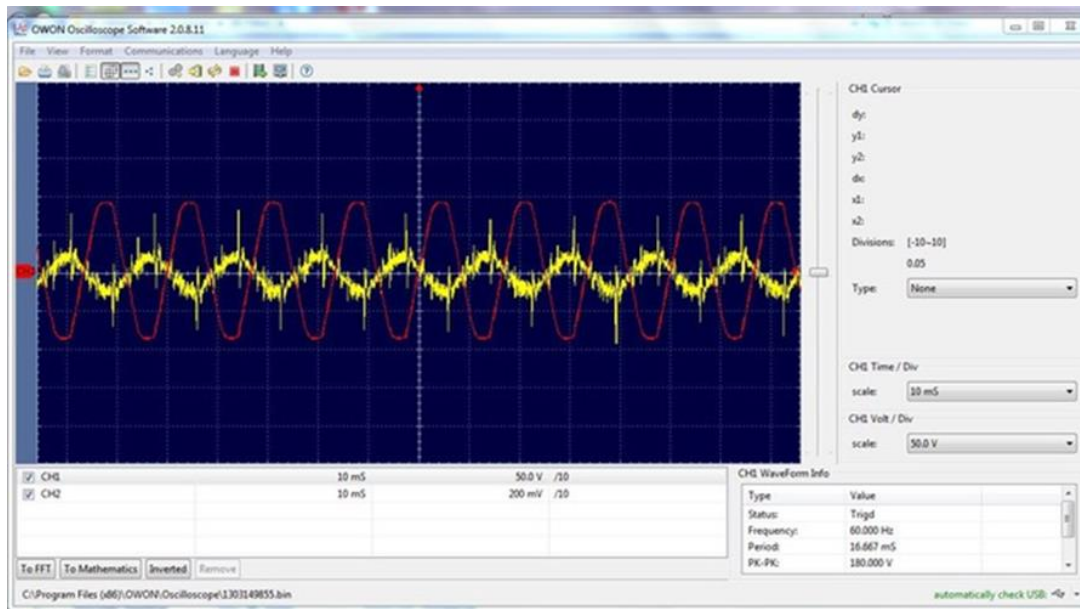 OWON Oscilloscope Software 2.0.8.11
File View Format Communications Language Help
CH1 Cursor
dy:
y1:
y2:
dx:
x1:
x2:
Divisions: [-10~10]
0.05
Type: None
CH1 Time / Div
scale: 10 mS
CH1 Volt / Div
scale: 50.0 V
CH1 10 mS 50.0 V /10
CH2 10 mS 200 mV /10
CH1 WaveForm Info
Type Value
Status: Trigd
Frequency: 60.000 Hz
Period: 16.667 mS
PK-PK: 180.000 V
To FFT To Mathematics Inverted Remove
C:\Program Files (x86)\OWON\Oscilloscope\1303149855.bin
automatically check USB: